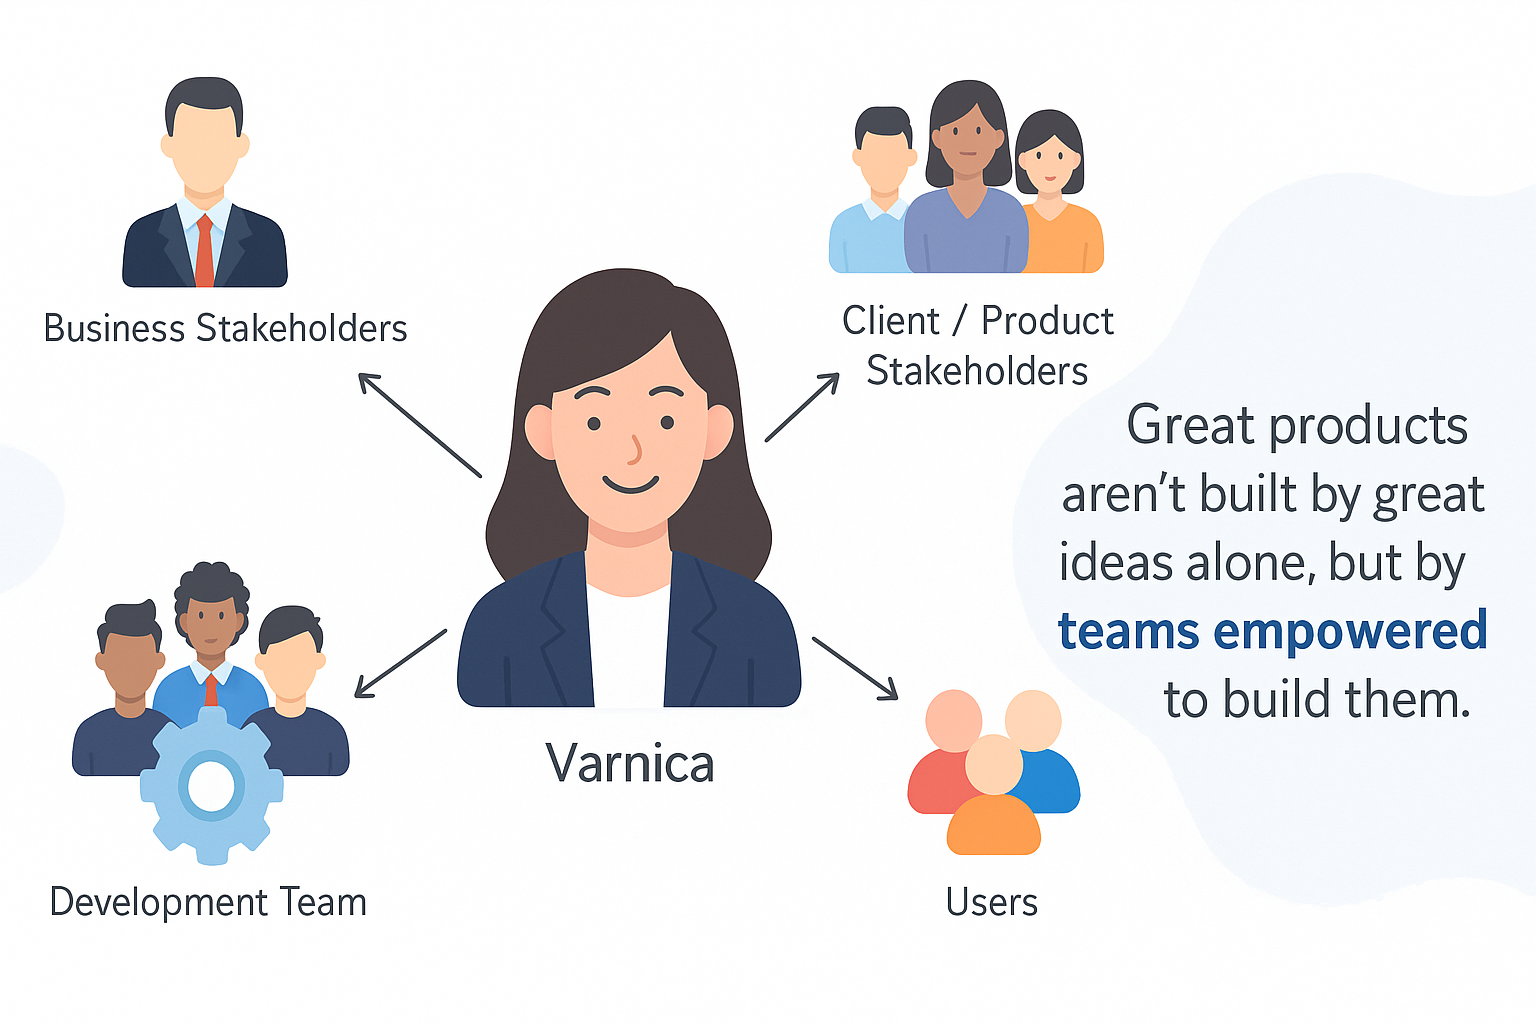 Business Stakeholders
Client / Product
Stakeholders
Great products
aren't built by great
ideas alone, but by
teams empowered
to build them.
Varnica
Development Team
Users